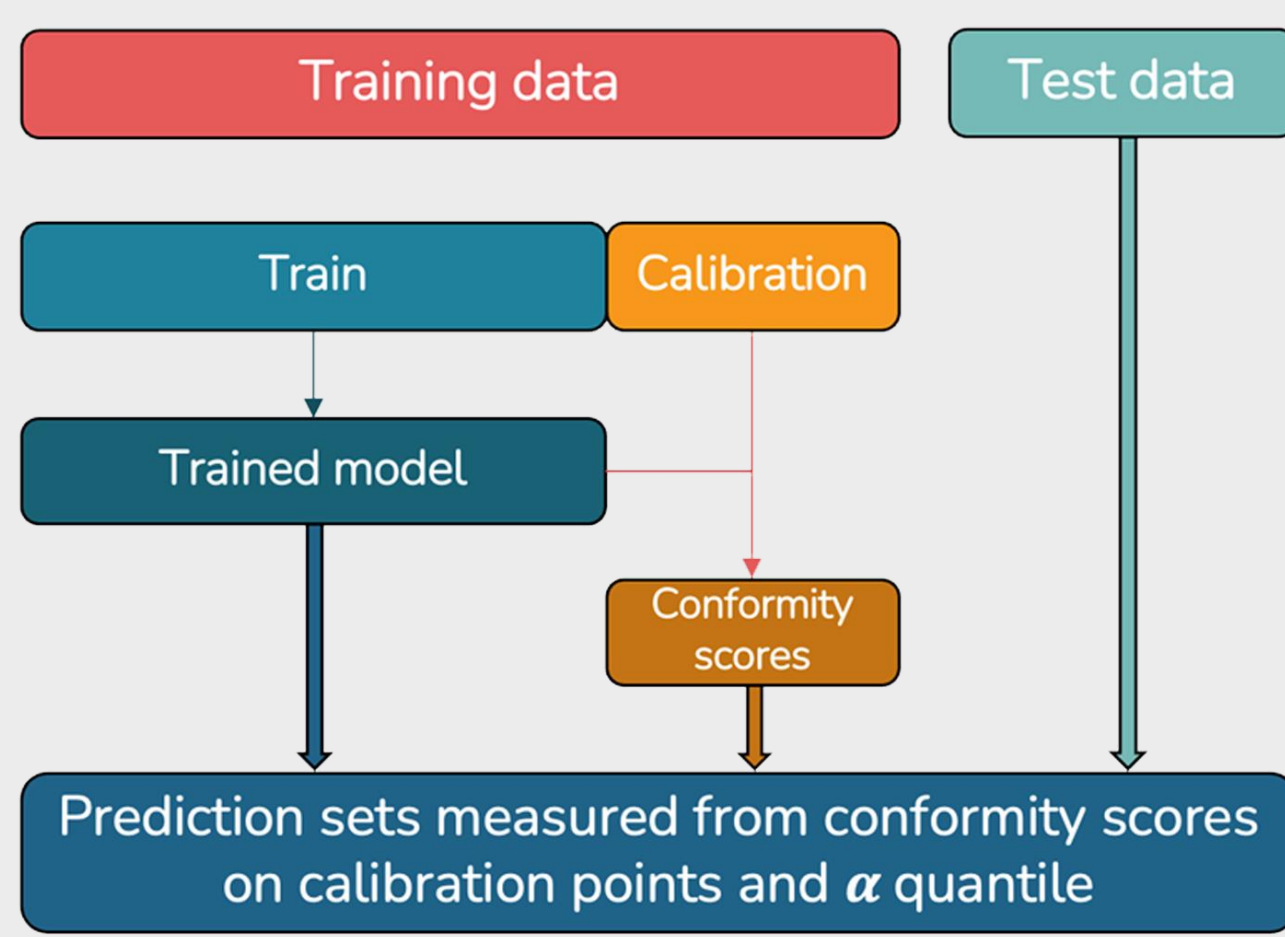 Training data
Test data
Train
Calibration
Trained model
Conformity
scores
Prediction sets measured from conformity scores
on calibration points and α quantile